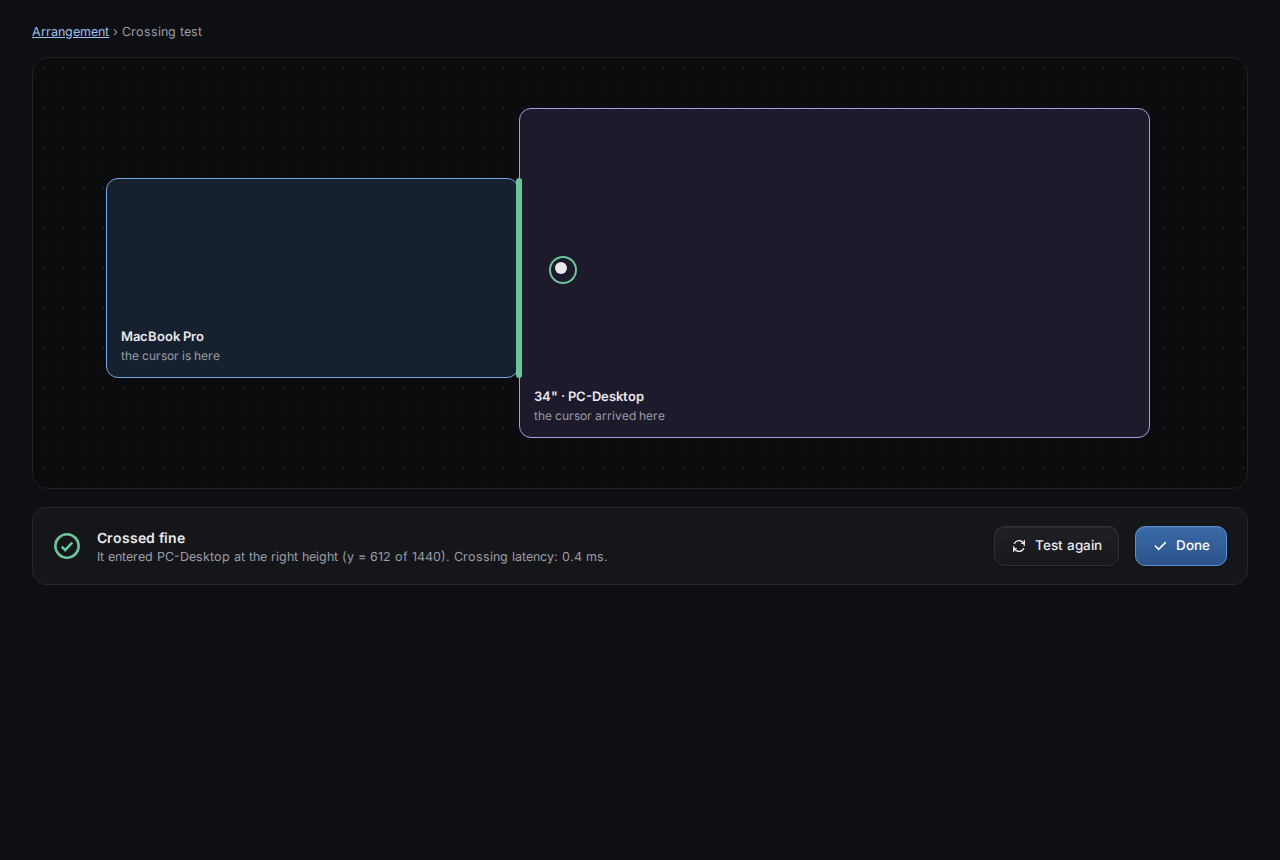 Arrangement › Crossing test
MacBook Pro
the cursor is here
34" · PC-Desktop
the cursor arrived here
Crossed fine
It entered PC-Desktop at the right height (y = 612 of 1440). Crossing latency: 0.4 ms.
Test again
Done